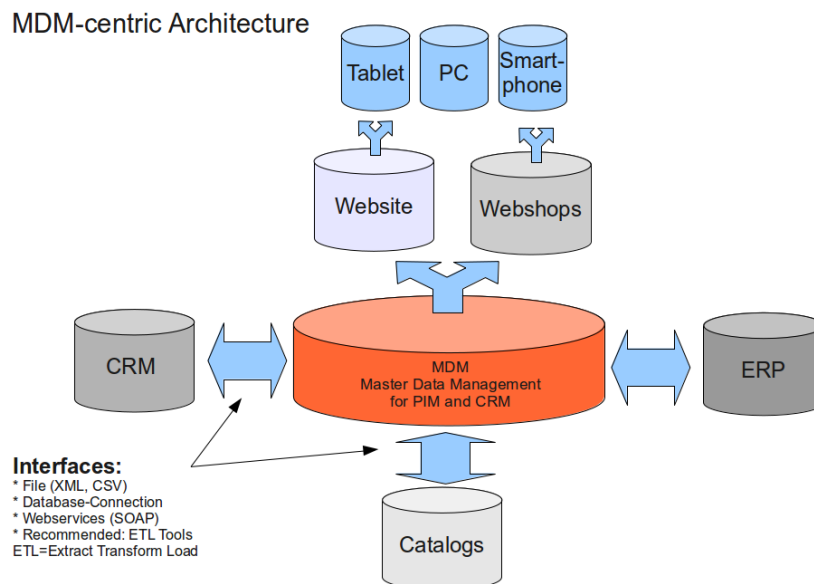 MDM-centric Architecture
Tablet
PC
Smart-
phone
Website
Webshops
CRM
MDM
Master Data Management
for PIM and CRM
ERP
Interfaces:
* File (XML, CSV)
* Database-Connection
* Webservices (SOAP)
* Recommended: ETL Tools
ETL=Extract Transform Load
Catalogs